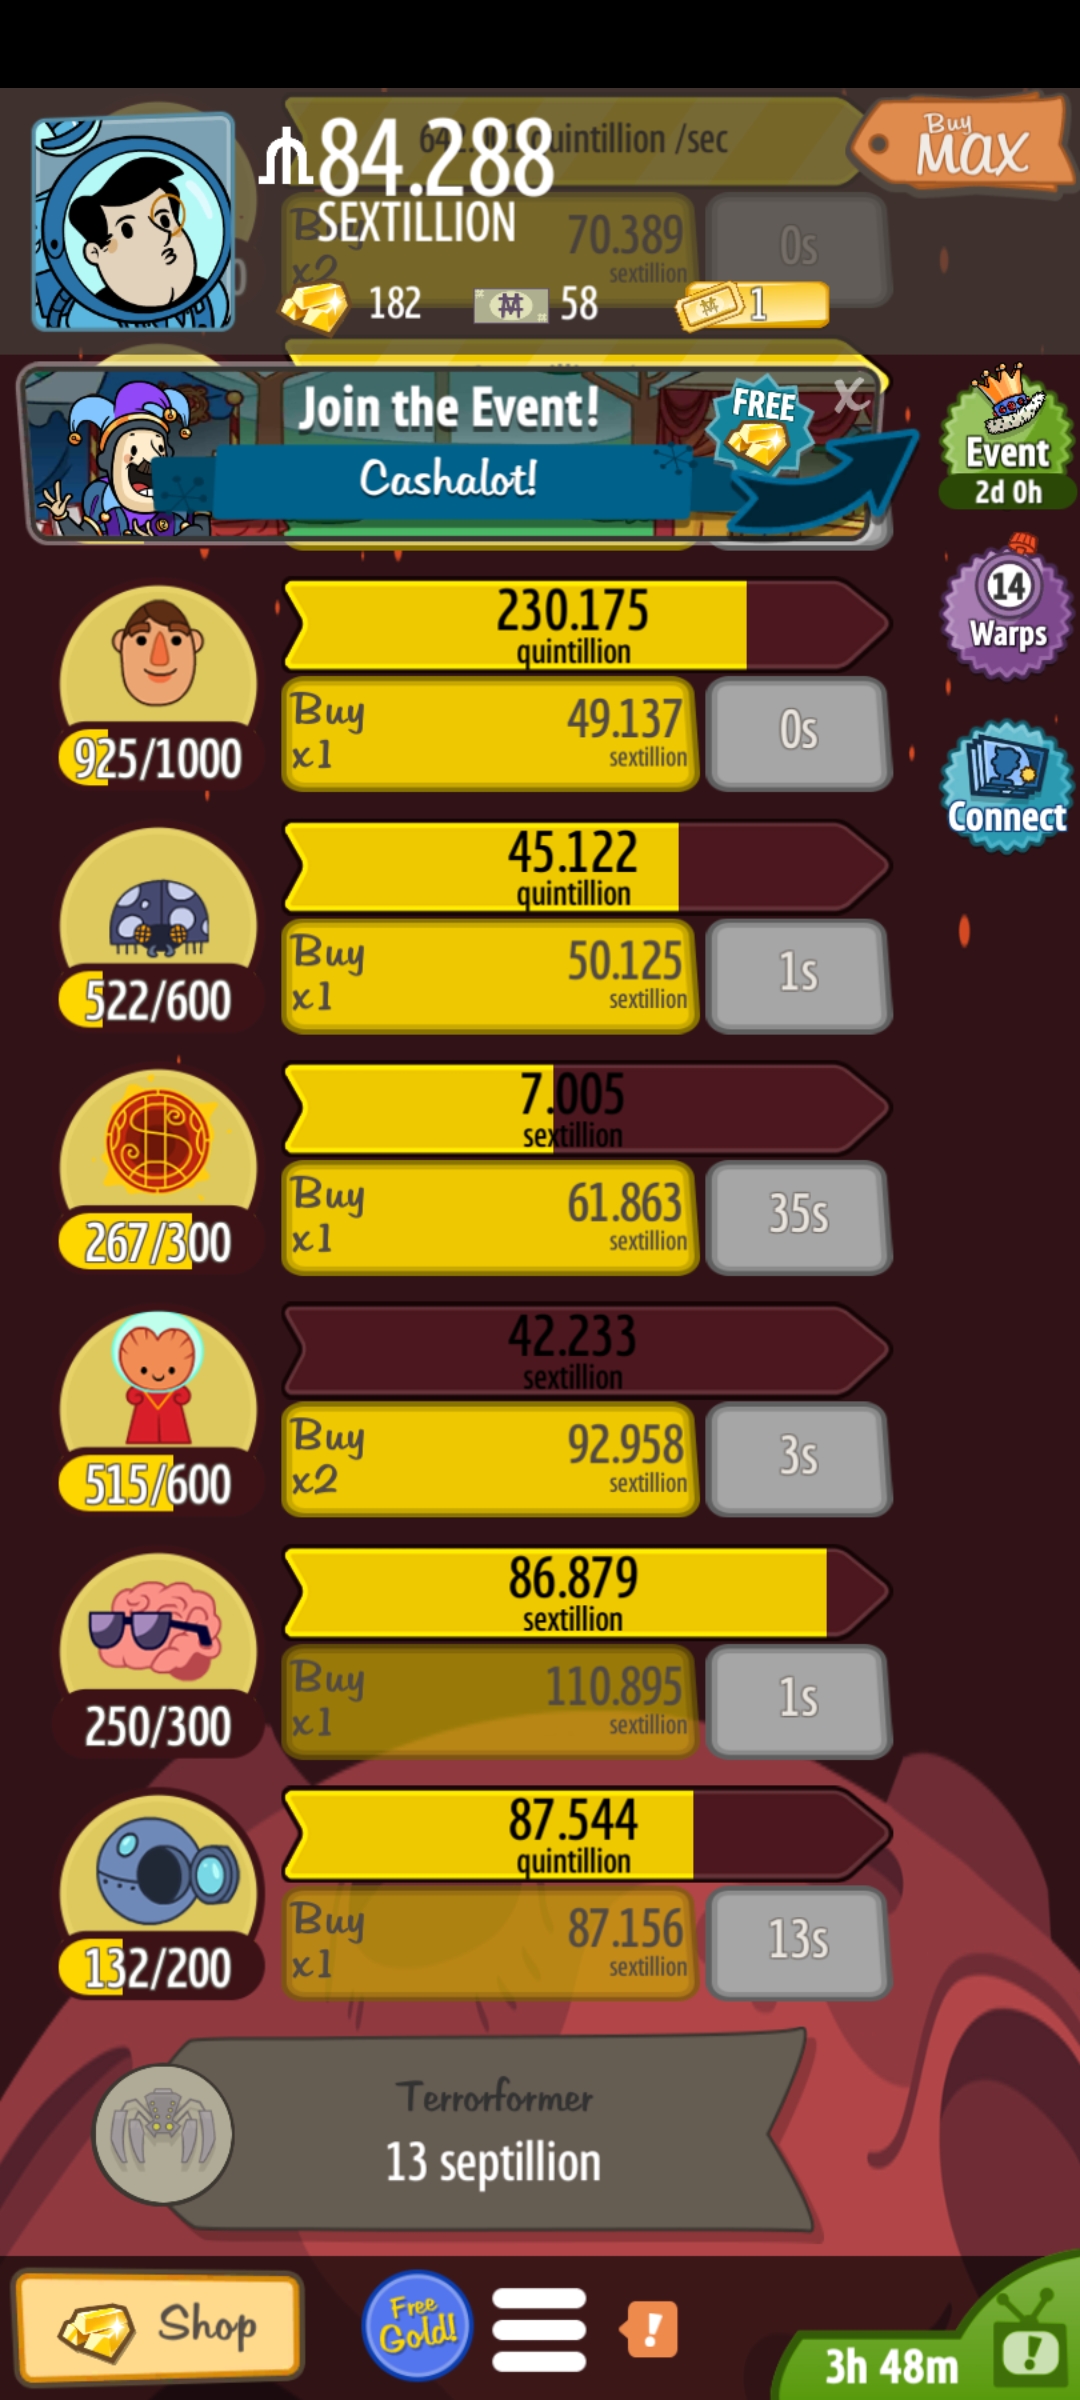 84.288
SEXTILLION
quintillion /sec
Buy
MAX
x2
70.389
sextillion
0s
182
58
1
Join the Event!
Cashalot!
FREE
X
Event
2d 0h
14
Warps
Connect
230.175
quintillion
925/1000
Buy
x1
49.137
sextillion
0s
45.122
quintillion
522/600
Buy
x1
50.125
sextillion
1s
7.005
sextillion
267/300
Buy
x1
61.863
sextillion
35s
42.233
sextillion
515/600
Buy
x2
92.958
sextillion
3s
86.879
sextillion
250/300
Buy
x1
110.895
sextillion
1s
87.544
quintillion
132/200
Buy
x1
87.156
sextillion
13s
Terrorformer
13 septillion
Shop
Free
Gold!
!
3h 48m
!